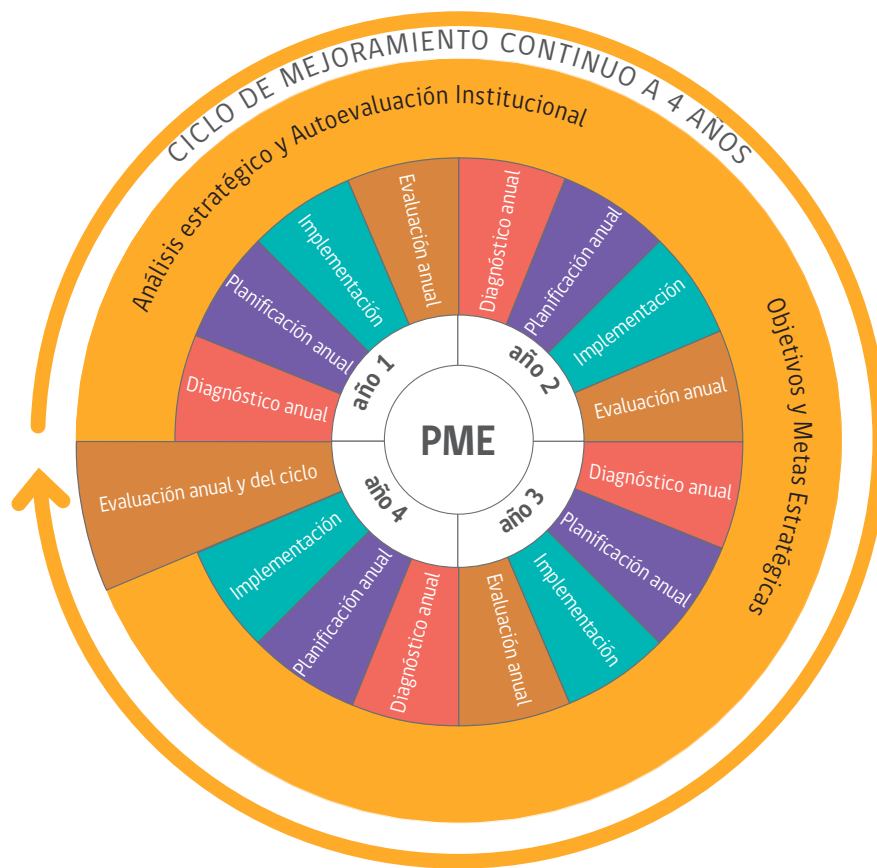 CICLO DE MEJORAMIENTO CONTINUO A 4 AÑOS
Análisis estratégico y Autoevaluación Institucional
Objetivos y Metas Estratégicas
PME
año 1
Diagnóstico anual
Planificación anual
Implementación
Evaluación anual
año 2
Diagnóstico anual
Planificación anual
Implementación
Evaluación anual
año 3
Diagnóstico anual
Planificación anual
Implementación
Evaluación anual
año 4
Diagnóstico anual
Planificación anual
Implementación
Evaluación anual y del ciclo